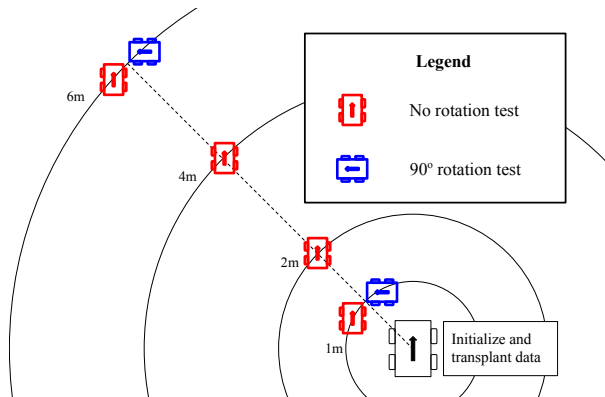 Legend
No rotation test
90º rotation test
6m
4m
2m
1m
Initialize and
transplant data